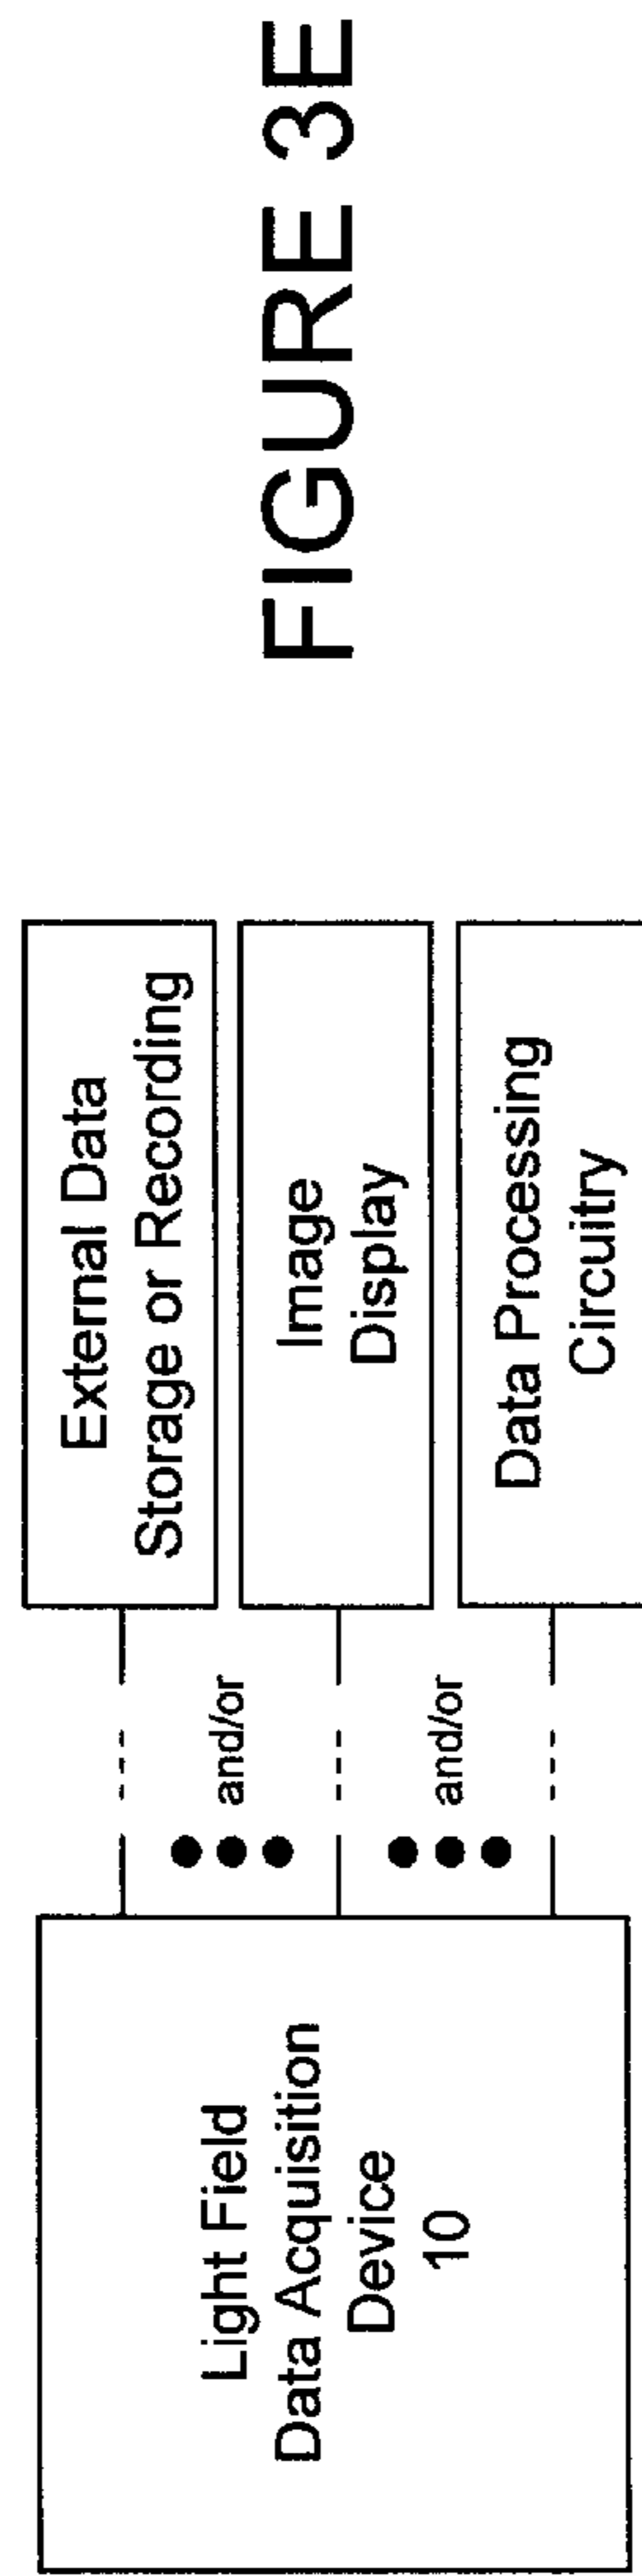 Light Field
Data Acquisition
Device
10
and/or
and/or
External Data
Storage or Recording
Image
Display
Data Processing
Circuitry
FIGURE 3E